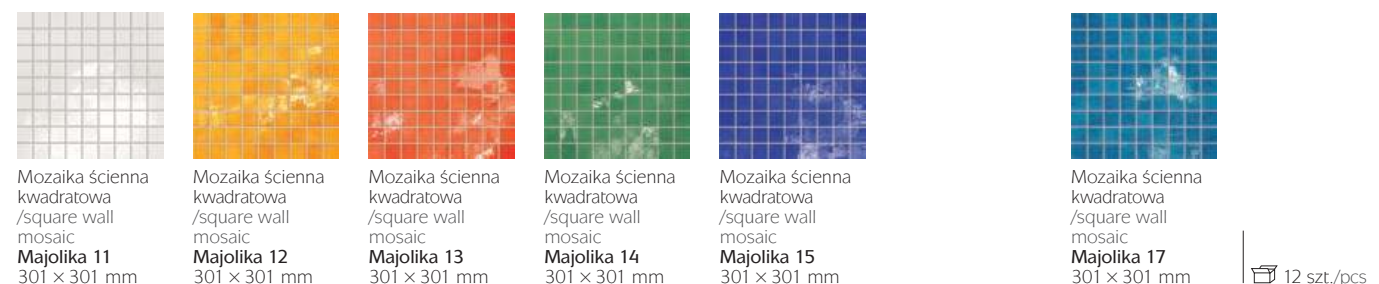 Mozaika ścienna
kwadratowa
/square wall
mosaic
Majolika 11
301 × 301 mm
Mozaika ścienna
kwadratowa
/square wall
mosaic
Majolika 12
301 × 301 mm
Mozaika ścienna
kwadratowa
/square wall
mosaic
Majolika 13
301 × 301 mm
Mozaika ścienna
kwadratowa
/square wall
mosaic
Majolika 14
301 × 301 mm
Mozaika ścienna
kwadratowa
/square wall
mosaic
Majolika 15
301 × 301 mm
Mozaika ścienna
kwadratowa
/square wall
mosaic
Majolika 17
301 × 301 mm
12 szt./pcs